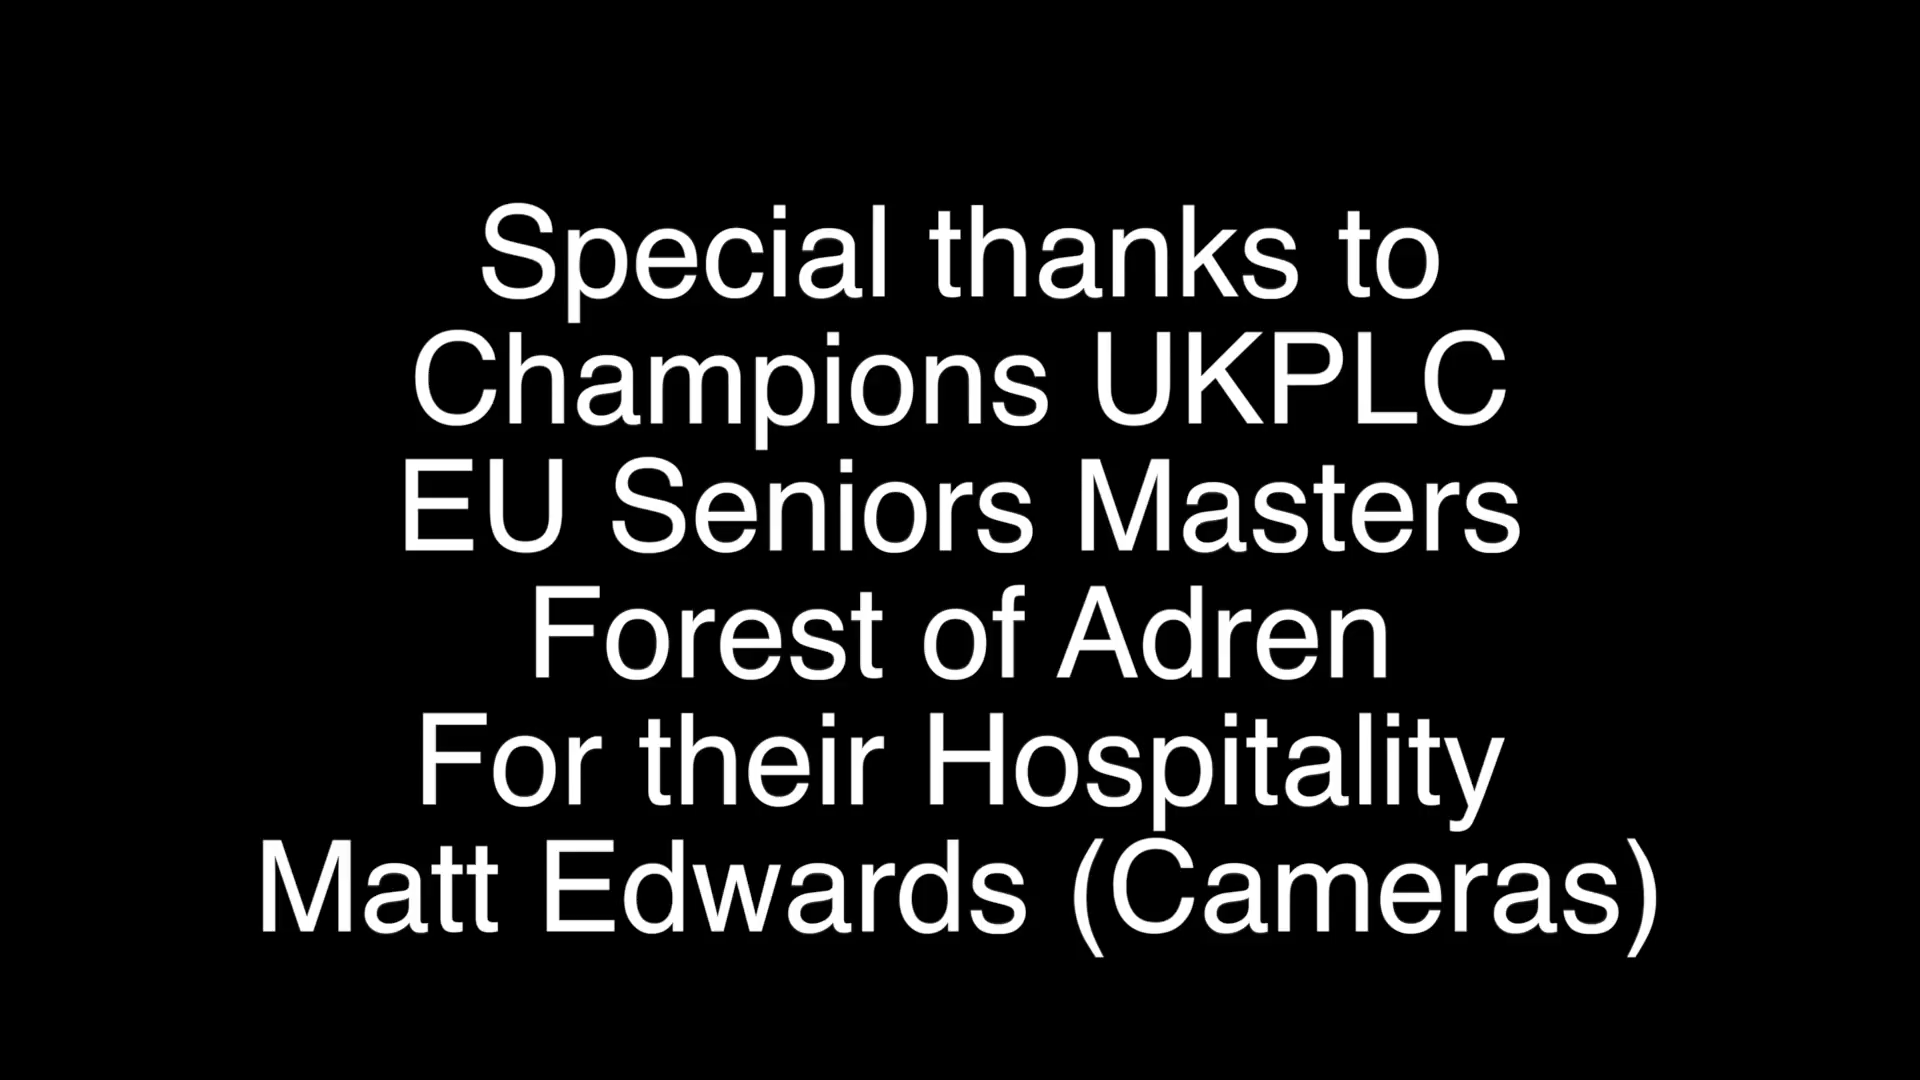 Special thanks to
Champions UKPLC
EU Seniors Masters
Forest of Adren
For their Hospitality
Matt Edwards (Cameras)